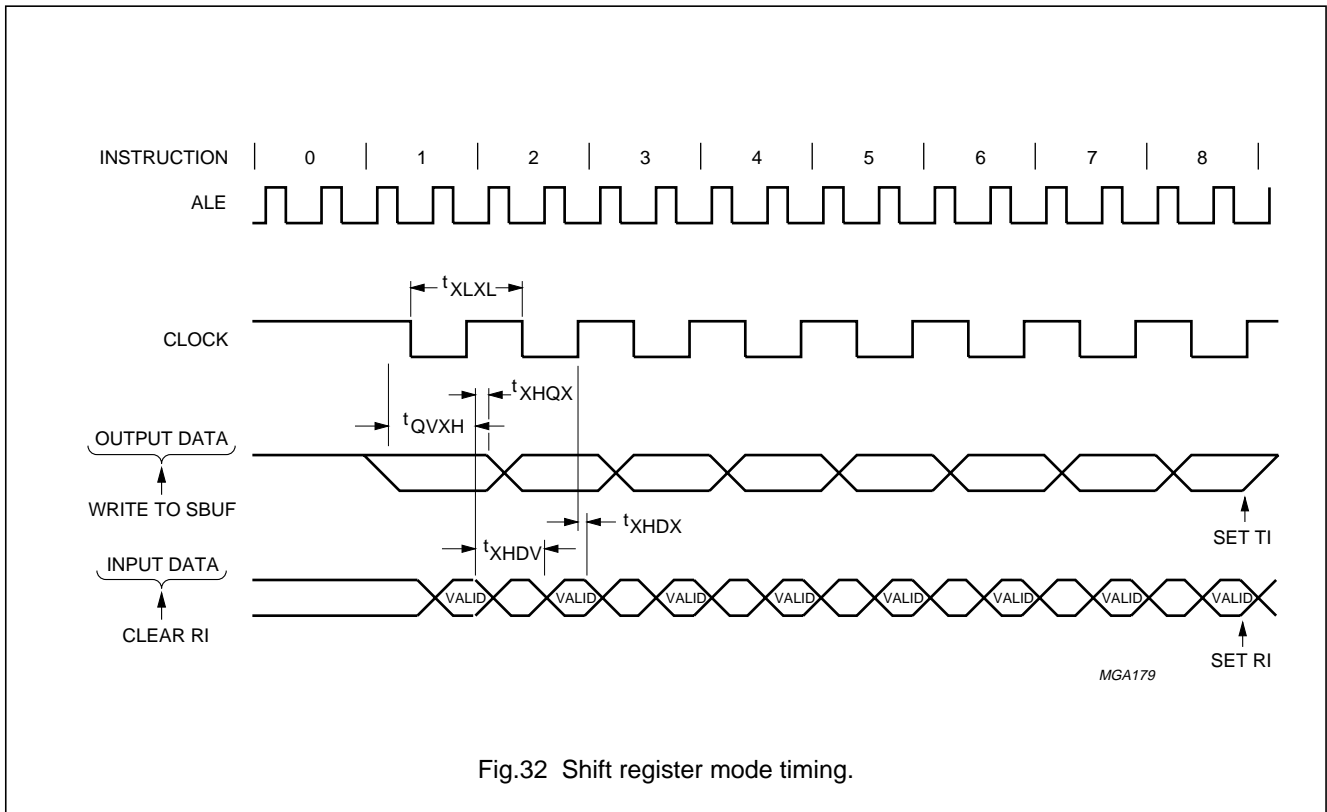 INSTRUCTION 0 1 2 3 4 5 6 7 8
ALE
tXLXL
CLOCK
tXHQX
tQVXH
OUTPUT DATA
WRITE TO SBUF
tXHDX
SET TI
tXHDV
INPUT DATA
VALID VALID VALID VALID VALID VALID VALID VALID
CLEAR RI
SET RI
MGA179
Fig.32 Shift register mode timing.